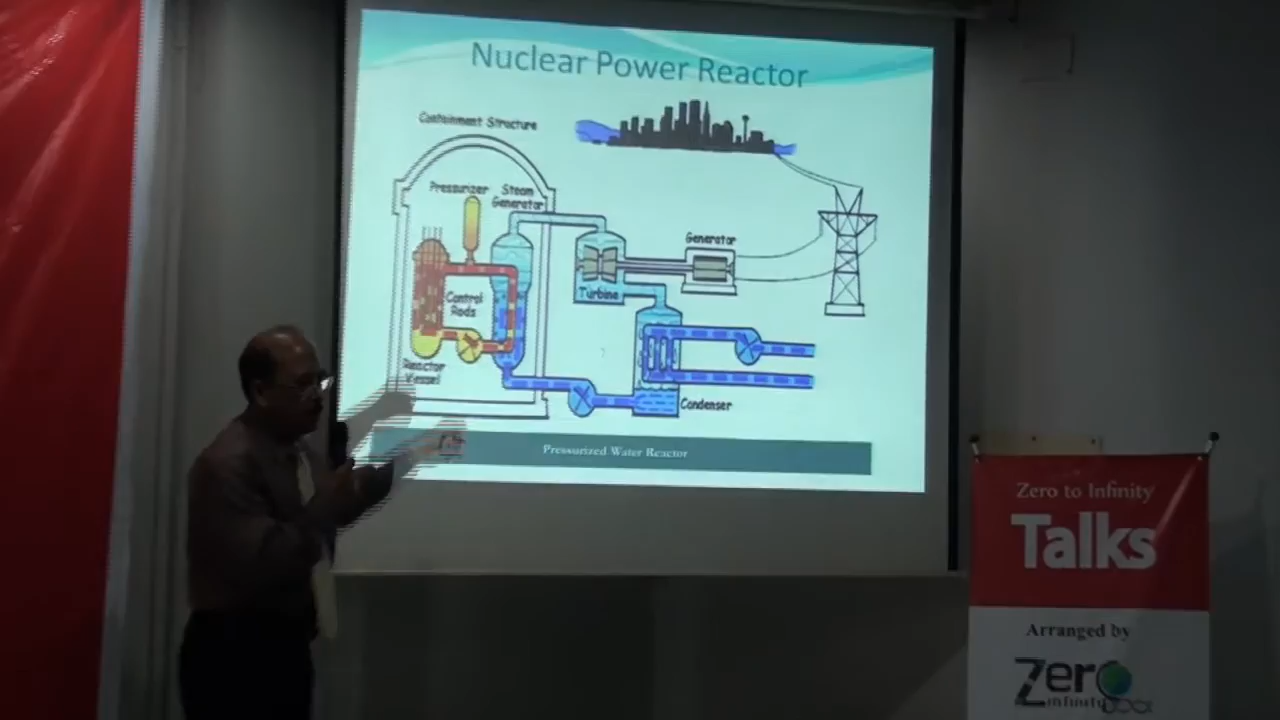 Nuclear Power Reactor
Containment Structure
Pressurizer
Steam
Generator
Control
Rods
Reactor
Vessel
Turbine
Generator
Condenser
Pressurized Water Reactor
Zero to Infinity
Talks
Arranged by
Zero
infinity